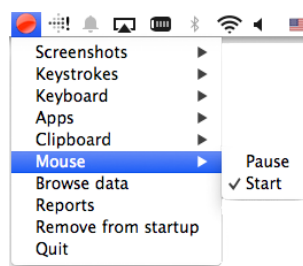 Screenshots
Keystrokes
Keyboard
Apps
Clipboard
Mouse
Pause
Browse data
✓ Start
Reports
Remove from startup
Quit